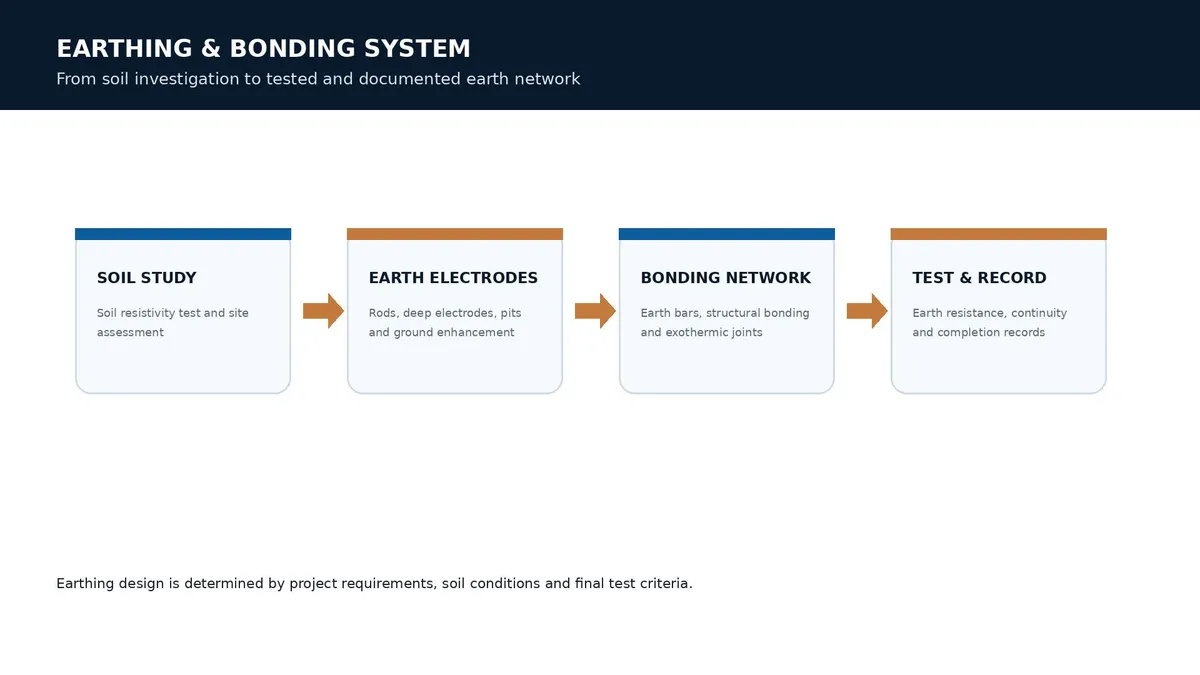 EARTHING & BONDING SYSTEM
From soil investigation to tested and documented earth network
SOIL STUDY
Soil resistivity test and site
assessment
EARTH ELECTRODES
Rods, deep electrodes, pits
and ground enhancement
BONDING NETWORK
Earth bars, structural bonding
and exothermic joints
TEST & RECORD
Earth resistance, continuity
and completion records
Earthing design is determined by project requirements, soil conditions and final test criteria.